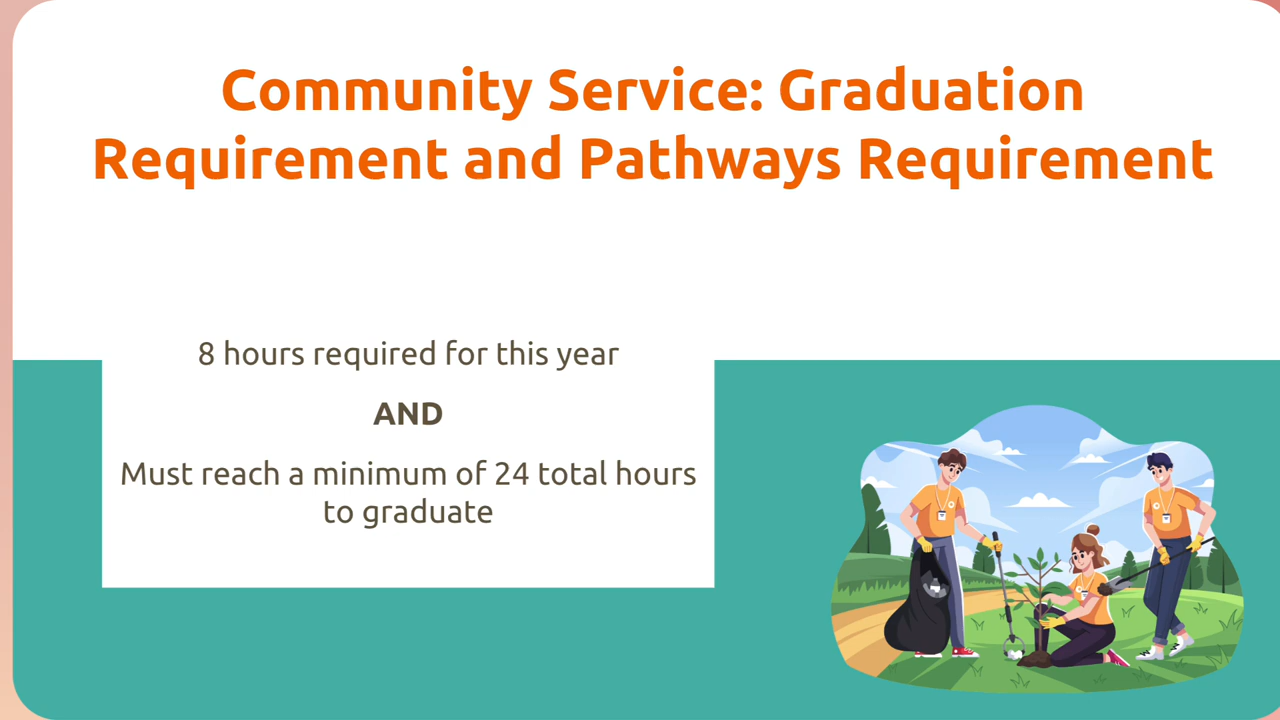 Community Service: Graduation
Requirement and Pathways Requirement
8 hours required for this year
AND
Must reach a minimum of 24 total hours
to graduate